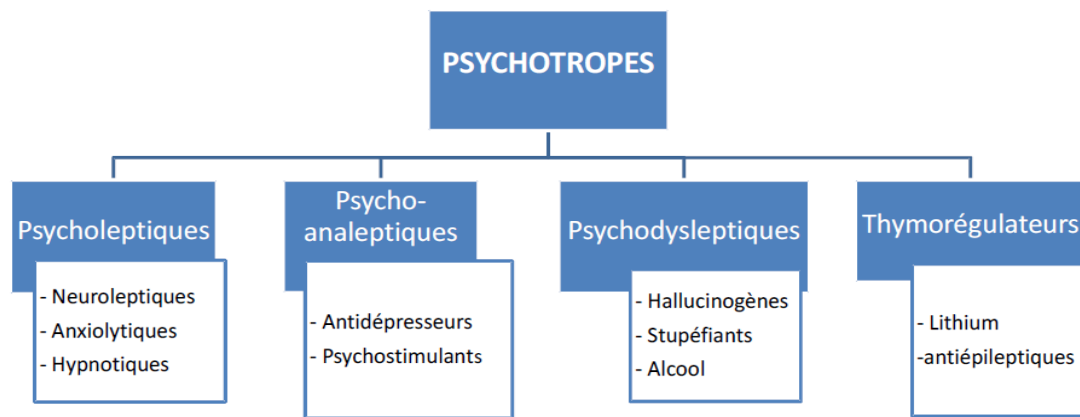 PSYCHOTROPES
Psycholeptiques
- Neuroleptiques
- Anxiolytiques
- Hypnotiques
Psycho-
analeptiques
- Antidépresseurs
- Psychostimulants
Psychodysleptiques
- Hallucinogènes
- Stupéfiants
- Alcool
Thymorégulateurs
- Lithium
-antiépileptiques